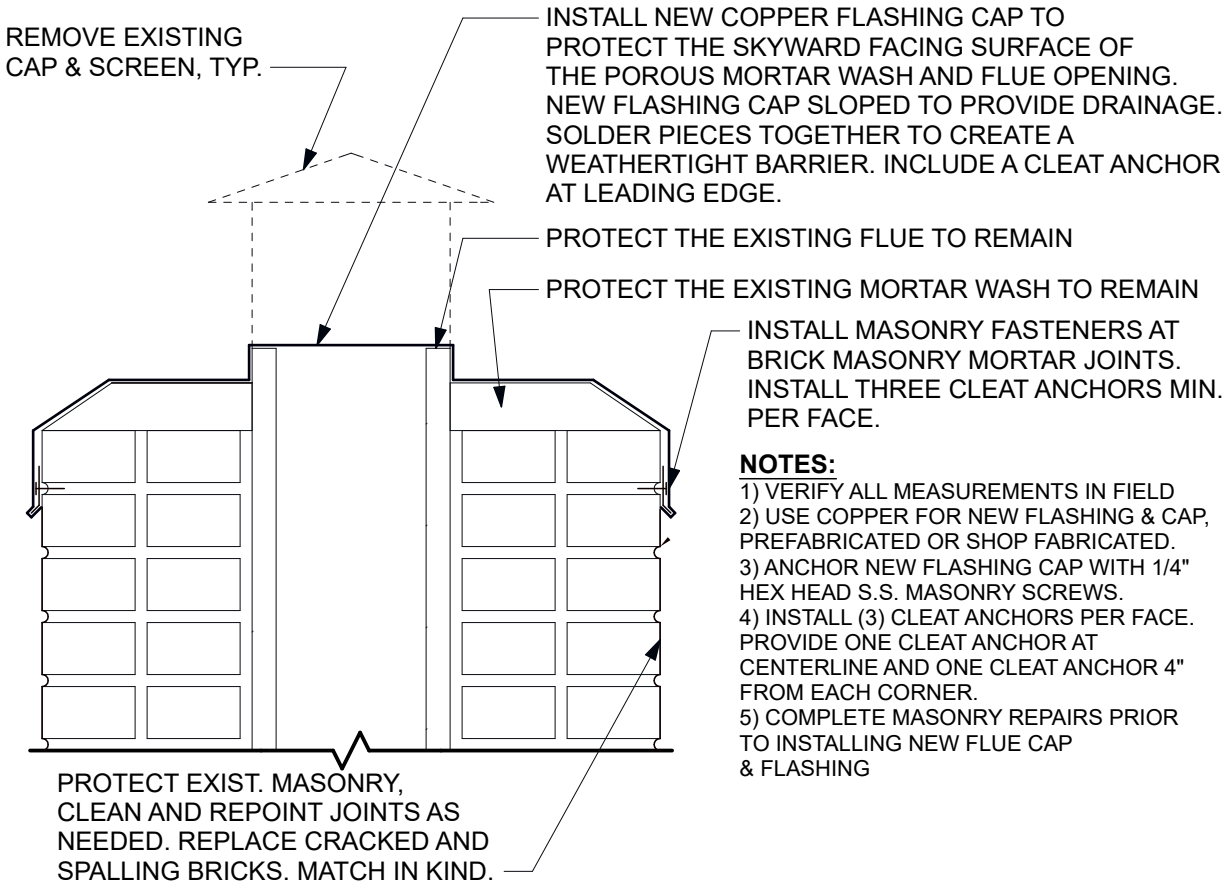 REMOVE EXISTING
CAP & SCREEN, TYP.
INSTALL NEW COPPER FLASHING CAP TO
PROTECT THE SKYWARD FACING SURFACE OF
THE POROUS MORTAR WASH AND FLUE OPENING.
NEW FLASHING CAP SLOPED TO PROVIDE DRAINAGE.
SOLDER PIECES TOGETHER TO CREATE A
WEATHERTIGHT BARRIER. INCLUDE A CLEAT ANCHOR
AT LEADING EDGE.
PROTECT THE EXISTING FLUE TO REMAIN
PROTECT THE EXISTING MORTAR WASH TO REMAIN
INSTALL MASONRY FASTENERS AT
BRICK MASONRY MORTAR JOINTS.
INSTALL THREE CLEAT ANCHORS MIN.
PER FACE.
NOTES:
1) VERIFY ALL MEASUREMENTS IN FIELD
2) USE COPPER FOR NEW FLASHING & CAP,
PREFABRICATED OR SHOP FABRICATED.
3) ANCHOR NEW FLASHING CAP WITH 1/4"
HEX HEAD S.S. MASONRY SCREWS.
4) INSTALL (3) CLEAT ANCHORS PER FACE.
PROVIDE ONE CLEAT ANCHOR AT
CENTERLINE AND ONE CLEAT ANCHOR 4"
FROM EACH CORNER.
5) COMPLETE MASONRY REPAIRS PRIOR
TO INSTALLING NEW FLUE CAP
& FLASHING
PROTECT EXIST. MASONRY,
CLEAN AND REPOINT JOINTS AS
NEEDED. REPLACE CRACKED AND
SPALLING BRICKS. MATCH IN KIND.